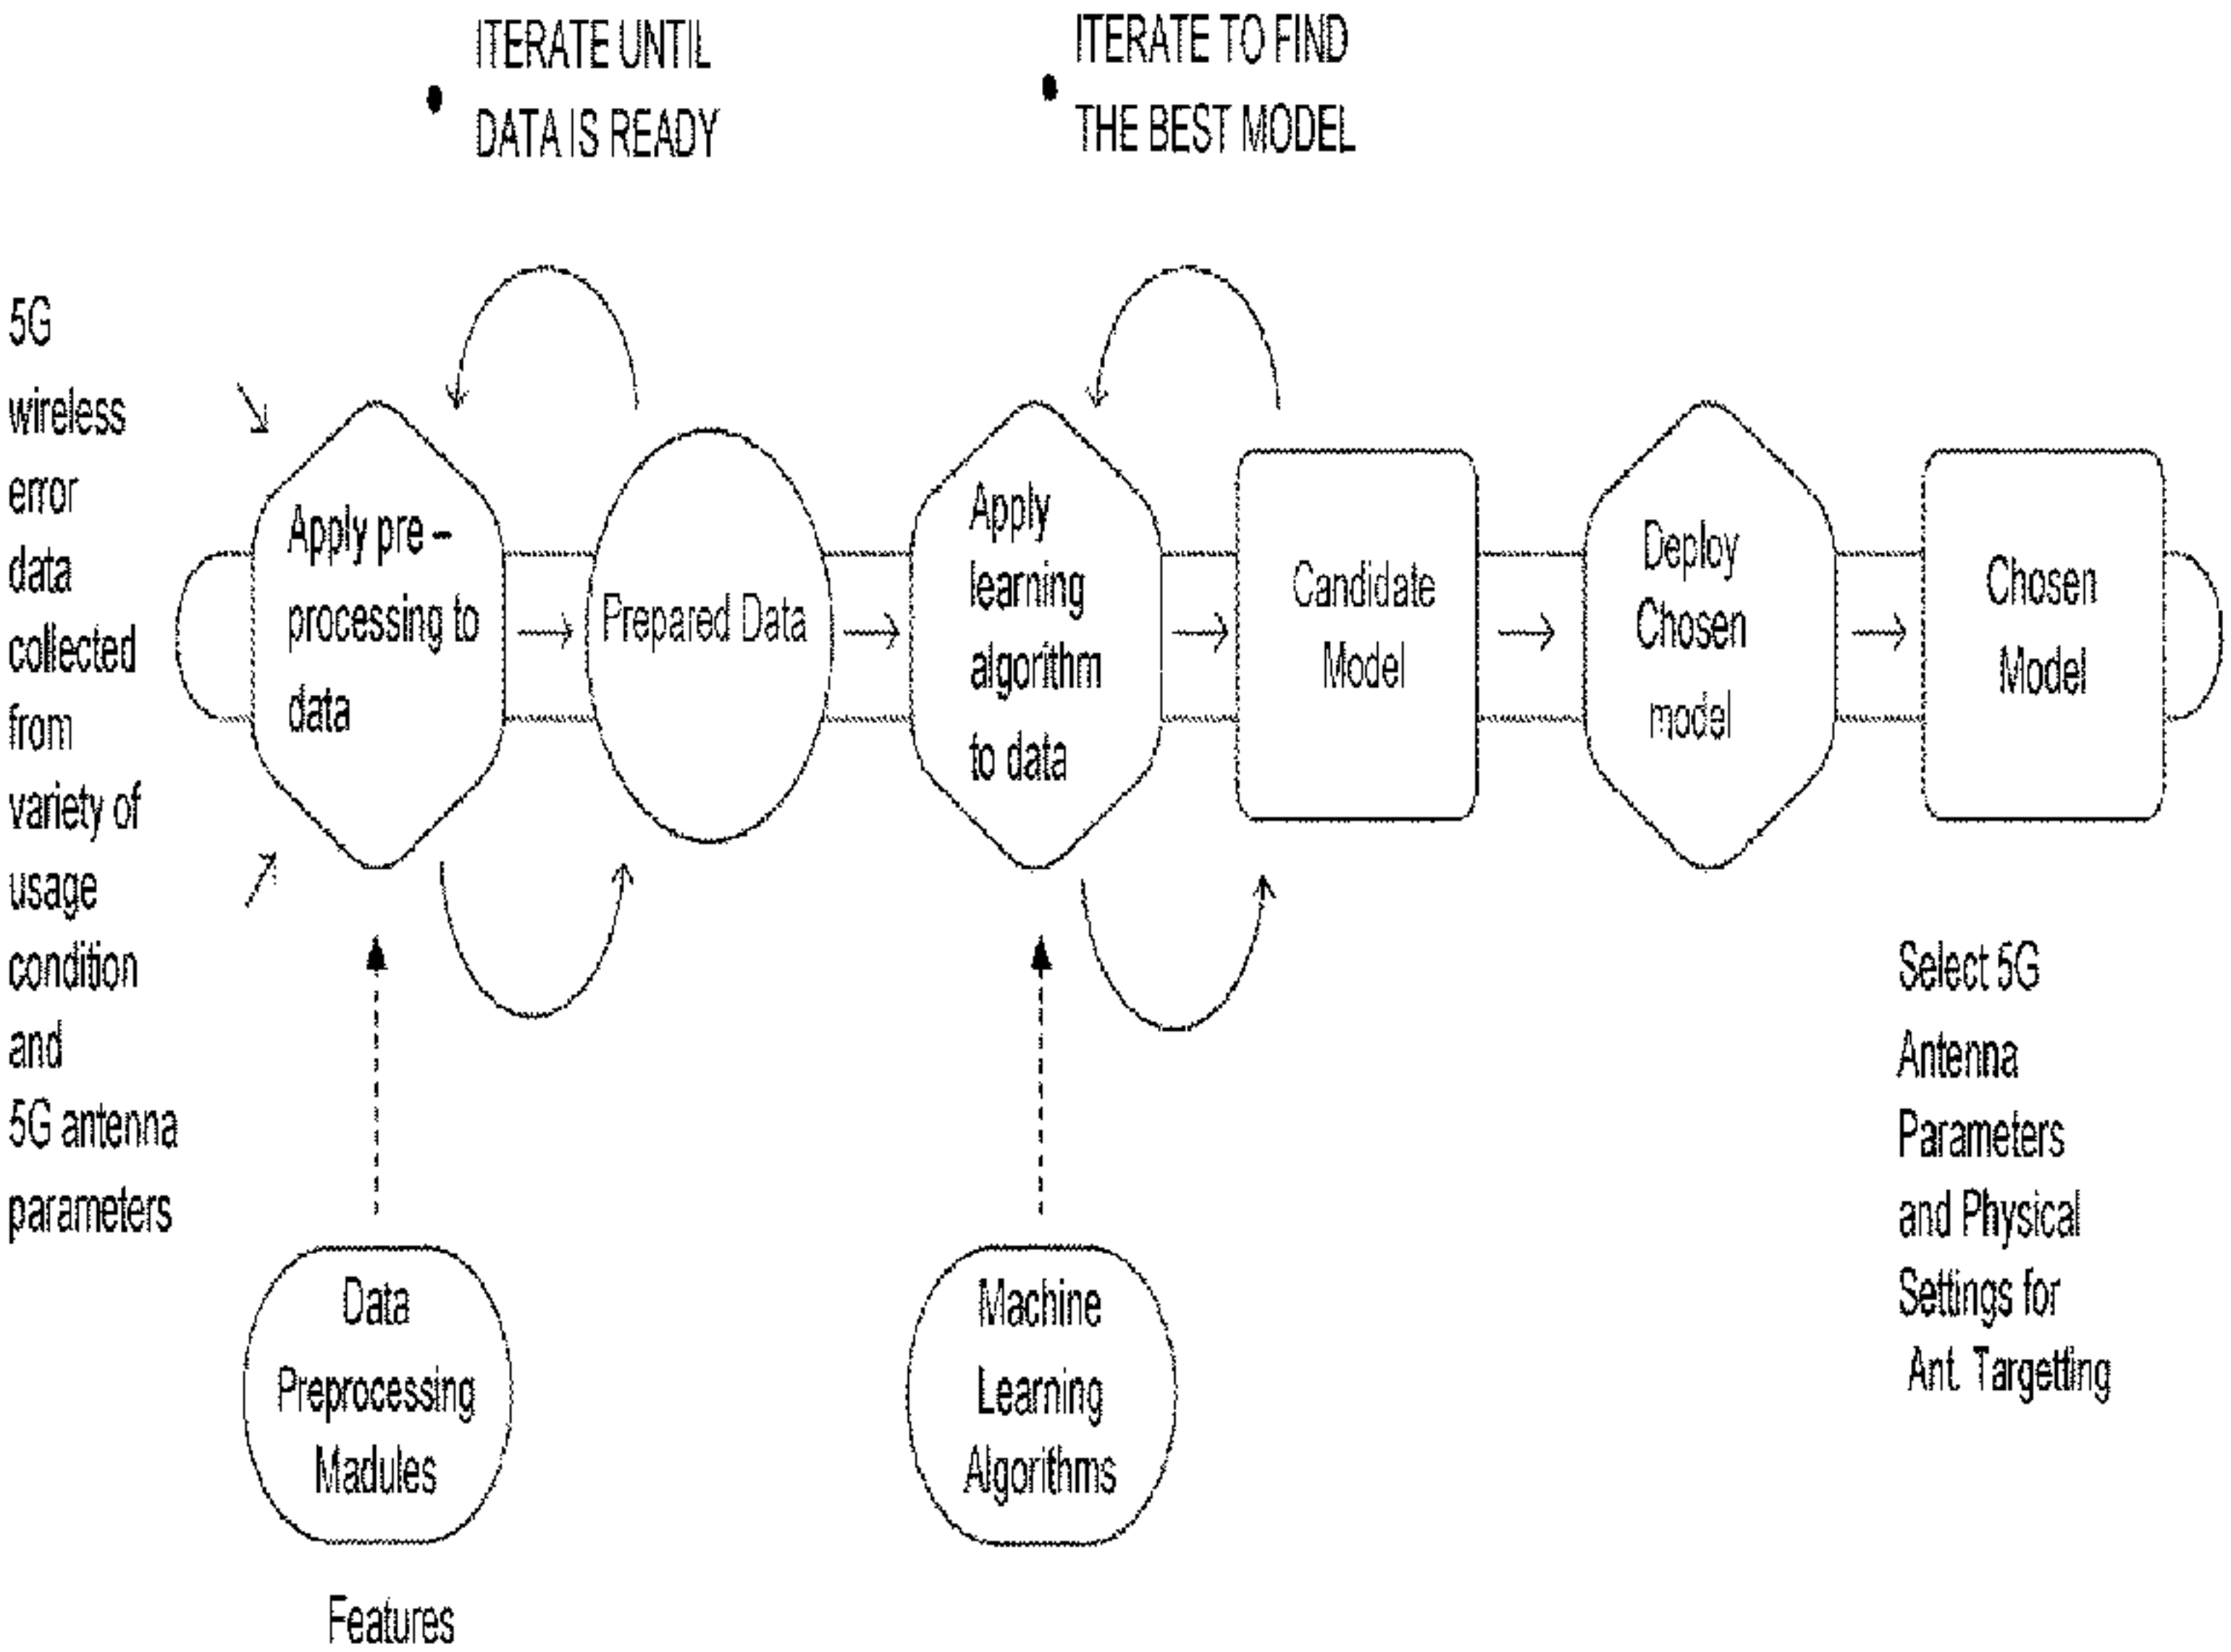 ITERATE UNTIL
DATA IS READY
ITERATE TO FIND
THE BEST MODEL
5G
wireless
error
data
collected
from
variety of
usage
condition
and
5G antenna
parameters
Apply pre –
processing to
data
Prepared Data
Apply
learning
algorithm
to data
Candidate
Model
Deploy
Chosen
model
Chosen
Model
Data
Preprocessing
Madules
Features
Machine
Learning
Algorithms
Select 5G
Antenna
Parameters
and Physical
Settings for
Ant. Targetting